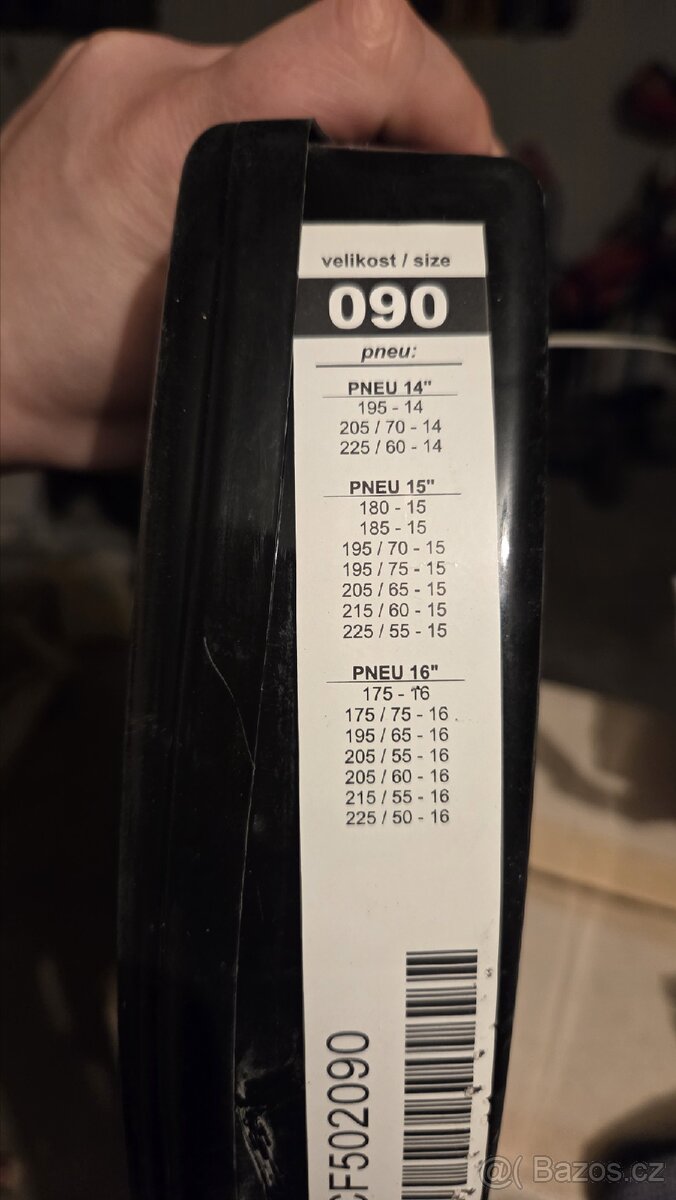 velikost / size
090
pneu:
PNEU 14"
195 - 14
205 / 70 - 14
225 / 60 - 14
PNEU 15"
180 - 15
185 - 15
195 / 70 - 15
195 / 75 - 15
205 / 65 - 15
215 / 60 - 15
225 / 55 - 15
PNEU 16"
175 - 16
175 / 75 - 16
195 / 65 - 16
205 / 55 - 16
205 / 60 - 16
215 / 55 - 16
225 / 50 - 16
CF502090
@( Bazos.cz